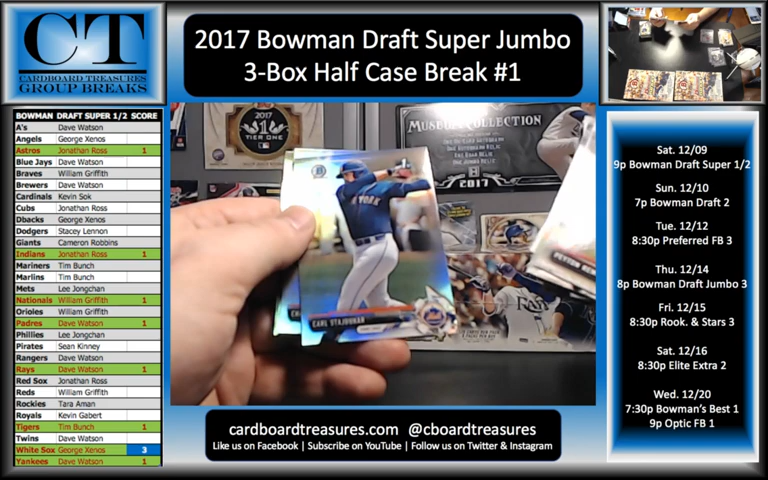 CT
CARDBOARD TREASURES
GROUP BREAKS
2017 Bowman Draft Super Jumbo
3-Box Half Case Break #1
BOWMAN DRAFT SUPER 1/2 SCORE
A's Dave Watson
Angels George Xenos
Astros Jonathan Ross 1
Blue Jays Dave Watson
Braves William Griffith
Brewers Dave Watson
Cardinals Kevin Sok
Cubs Jonathan Ross
Dbacks George Xenos
Dodgers Stacey Lennon
Giants Cameron Robbins
Indians Jonathan Ross 1
Mariners Tim Bunch
Marlins Tim Bunch
Mets Lee Jongchan
Nationals William Griffith 1
Orioles William Griffith
Padres Dave Watson 1
Phillies Lee Jongchan
Pirates Sean Kinney
Rangers Dave Watson
Rays Dave Watson 1
Red Sox Jonathan Ross
Reds William Griffith
Rockies Tara Aman
Royals Kevin Gabert
Tigers Tim Bunch 1
Twins Dave Watson
White Sox George Xenos 3
Yankees Dave Watson 1
2017
1
TIER ONE
MUSEUM COLLECTION
2017
YORK
PEYTON
Rays
cardboardtreasures.com @cboardtreasures
Like us on Facebook | Subscribe on YouTube | Follow us on Twitter & Instagram
Sat. 12/09
9p Bowman Draft Super 1/2
Sun. 12/10
7p Bowman Draft 2
Tue. 12/12
8:30p Preferred FB 3
Thu. 12/14
8p Bowman Draft Jumbo 3
Fri. 12/15
8:30p Rook. & Stars 3
Sat. 12/16
8:30p Elite Extra 2
Wed. 12/20
7:30p Bowman's Best 1
9p Optic FB 1